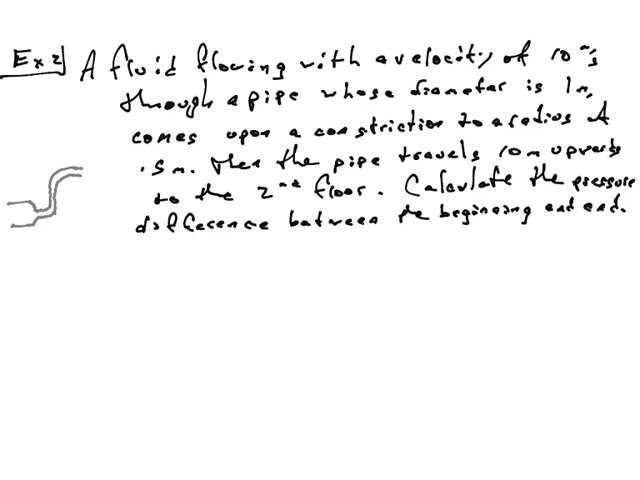 Ex 2] A fluid flowing with a velocity of 10 m/s
through a pipe whose diameter is 1m,
comes upon a constriction to a radius of
.5m. Then the pipe travels 10m upwards
to the 2nd floor. Calculate the pressure
difference between the beginning and end.